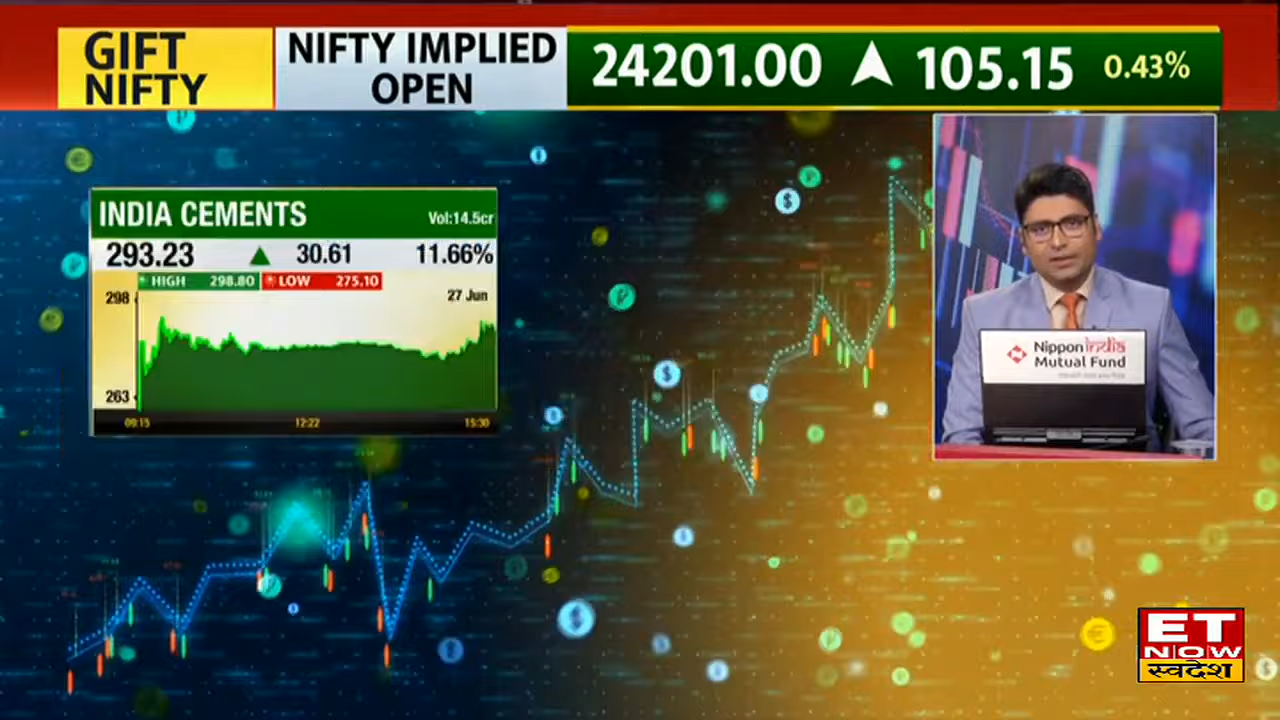 GIFT
NIFTY
NIFTY IMPLIED
OPEN
24201.00 ▲ 105.15 0.43%
INDIA CEMENTS Vol:14.5cr
293.23 ▲ 30.61 11.66%
HIGH 298.80 LOW 275.10
298 27 Jun
263
09:15 12:22 15:30
Nippon india
Mutual Fund
ET
NOW
स्वदेश